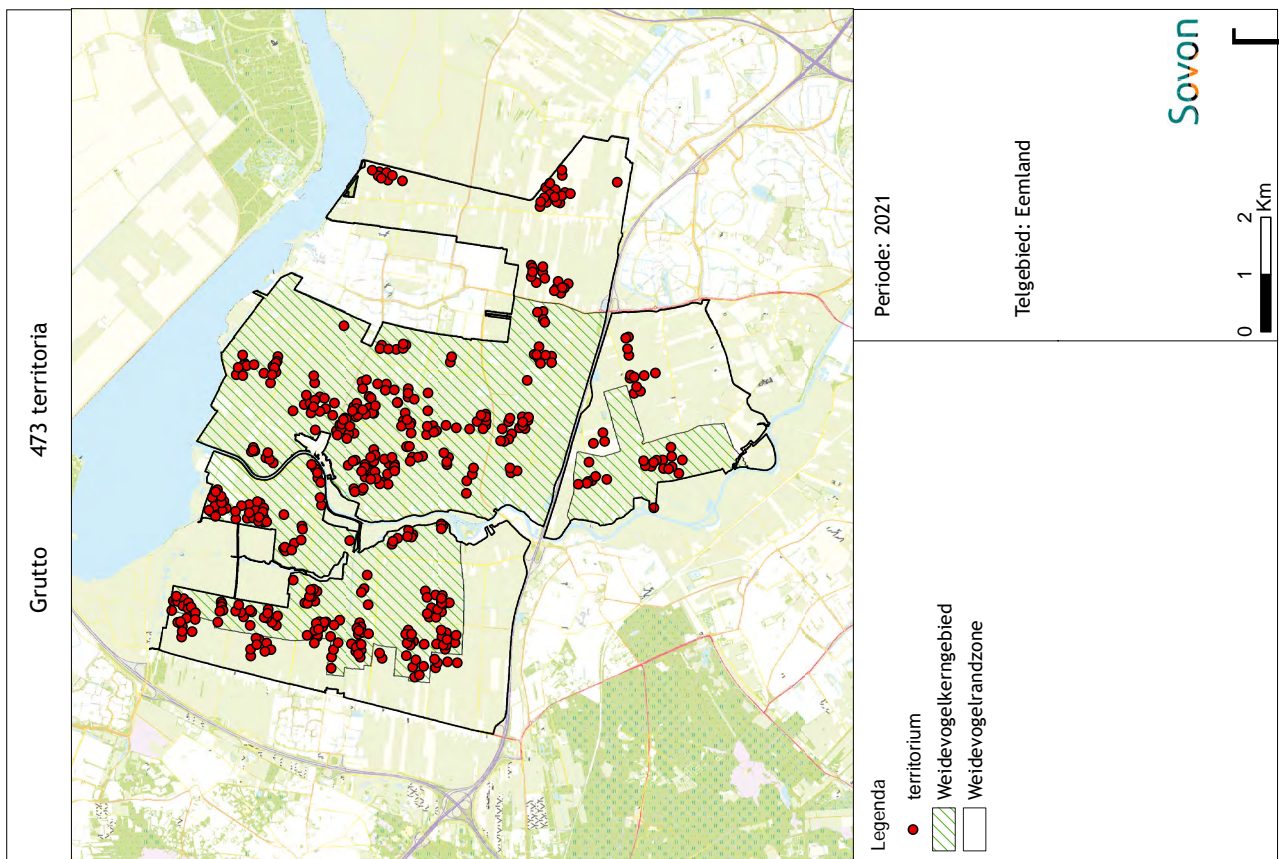 Grutto 473 territoria
Legenda
territorium
Weidevogelkerngebied
Weidevogelrandzone
Periode: 2021
Telgebied: Eemland
0 1 2
Km
Sovon